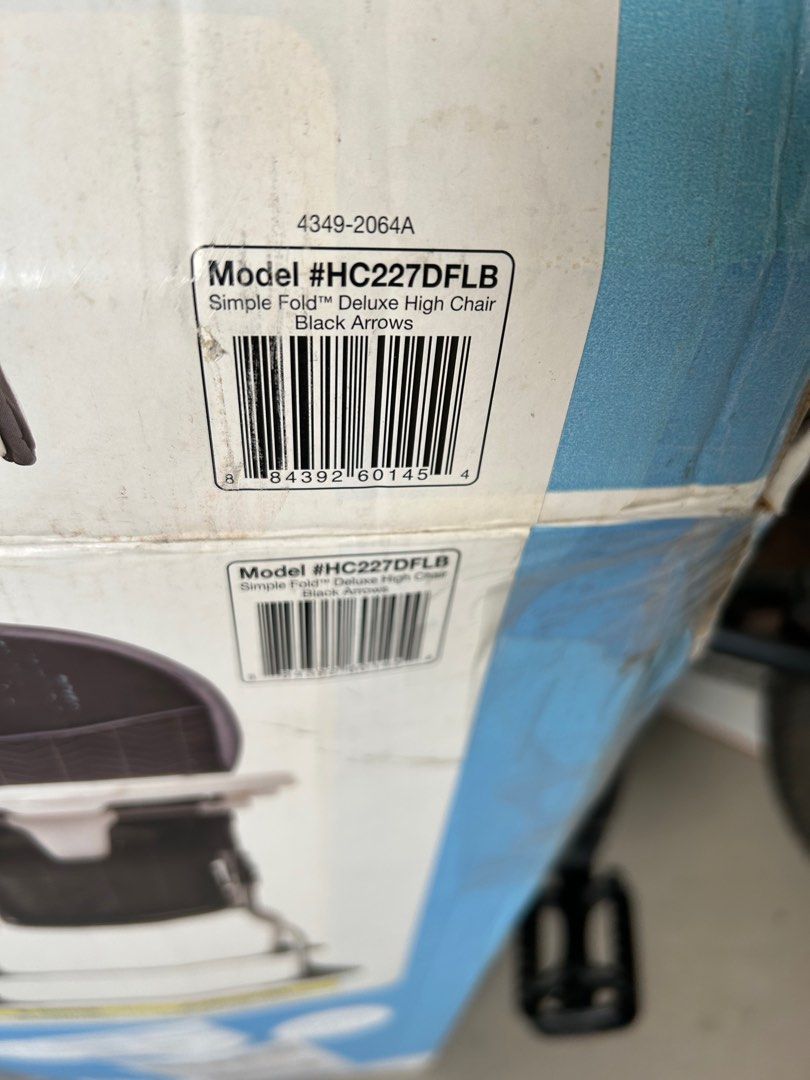 4349-2064A
Model #HC227DFLB
Simple Fold™ Deluxe High Chair
Black Arrows
8 84392 60145 4
Model #HC227DFLB
Simple Fold™ Deluxe High Chair
Black Arrows